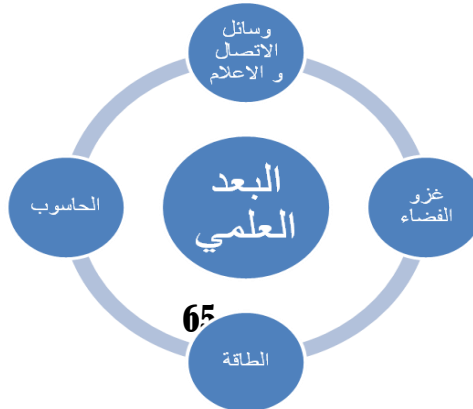 وسائل
الاتصال
و الاعلام
غزو
الفضاء
البعد
العلمي
الحاسوب
65
الطاقة